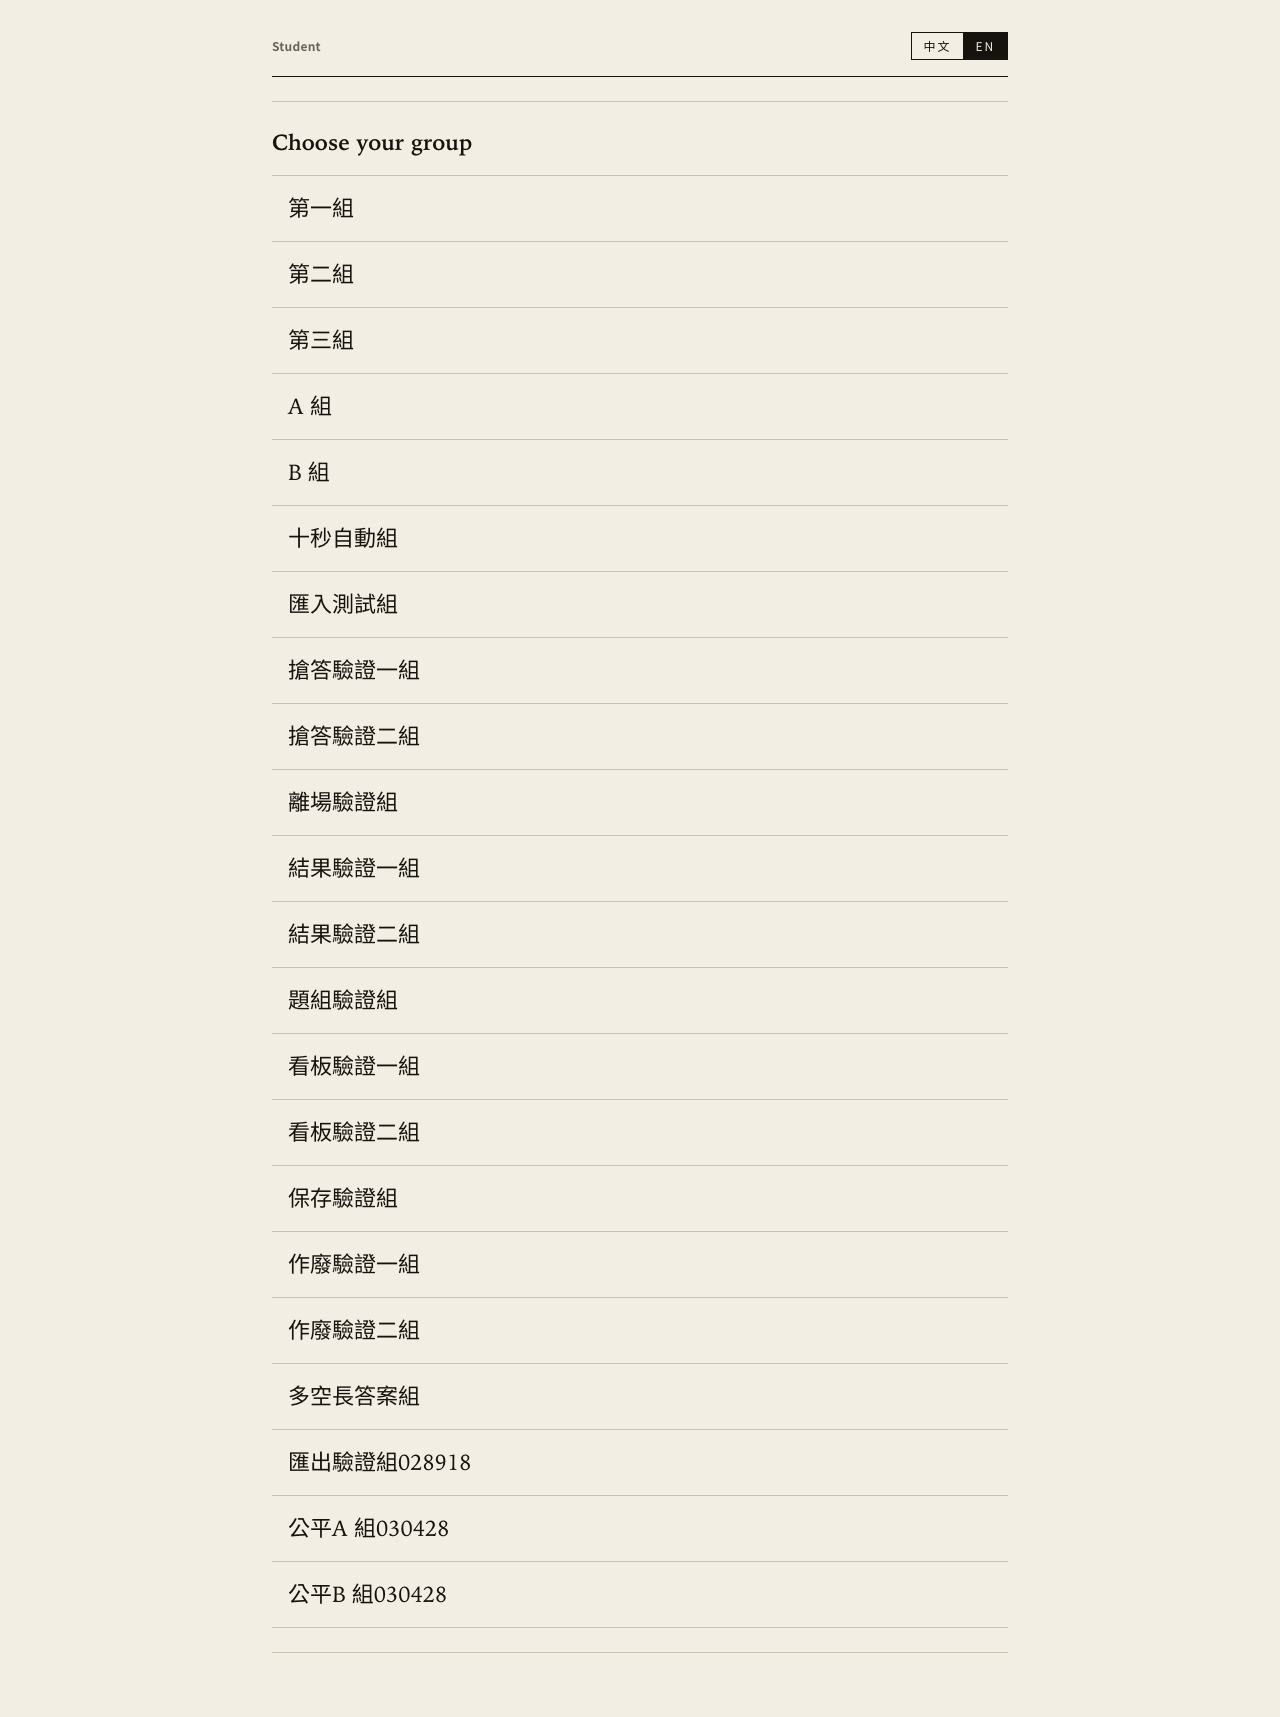 Student
中文 EN
Choose your group
第一組
第二組
第三組
A 組
B 組
十秒自動組
匯入測試組
搶答驗證一組
搶答驗證二組
離場驗證組
結果驗證一組
結果驗證二組
題組驗證組
看板驗證一組
看板驗證二組
保存驗證組
作廢驗證一組
作廢驗證二組
多空長答案組
匯出驗證組028918
公平A 組030428
公平B 組030428